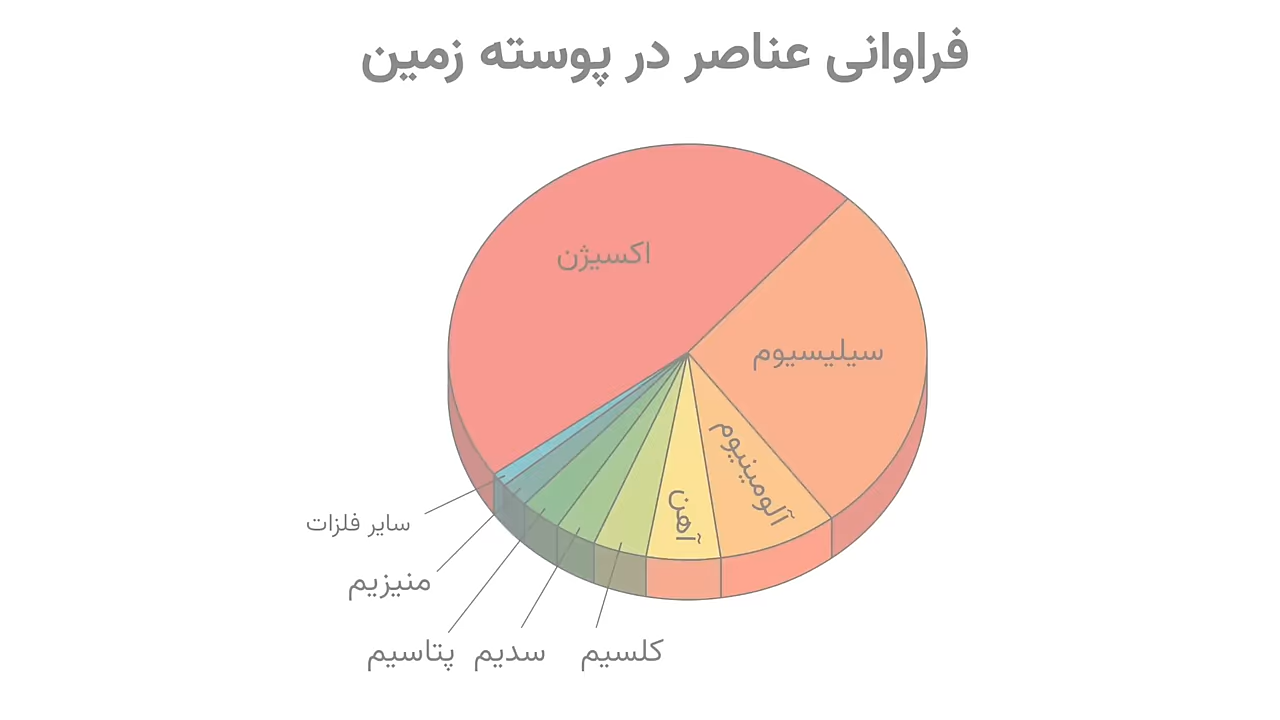 فراوانی عناصر در پوسته زمین
اکسیژن
سیلیسیوم
آلومینیوم
آهن
سایر فلزات
منیزیم
پتاسیم
سدیم
کلسیم